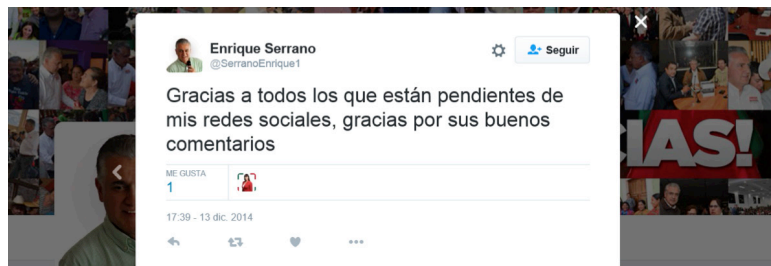 Enrique Serrano
@SerranoEnrique1
Seguir
Gracias a todos los que están pendientes de
mis redes sociales, gracias por sus buenos
comentarios
ME GUSTA
1
17:39 - 13 dic. 2014
CIAS!